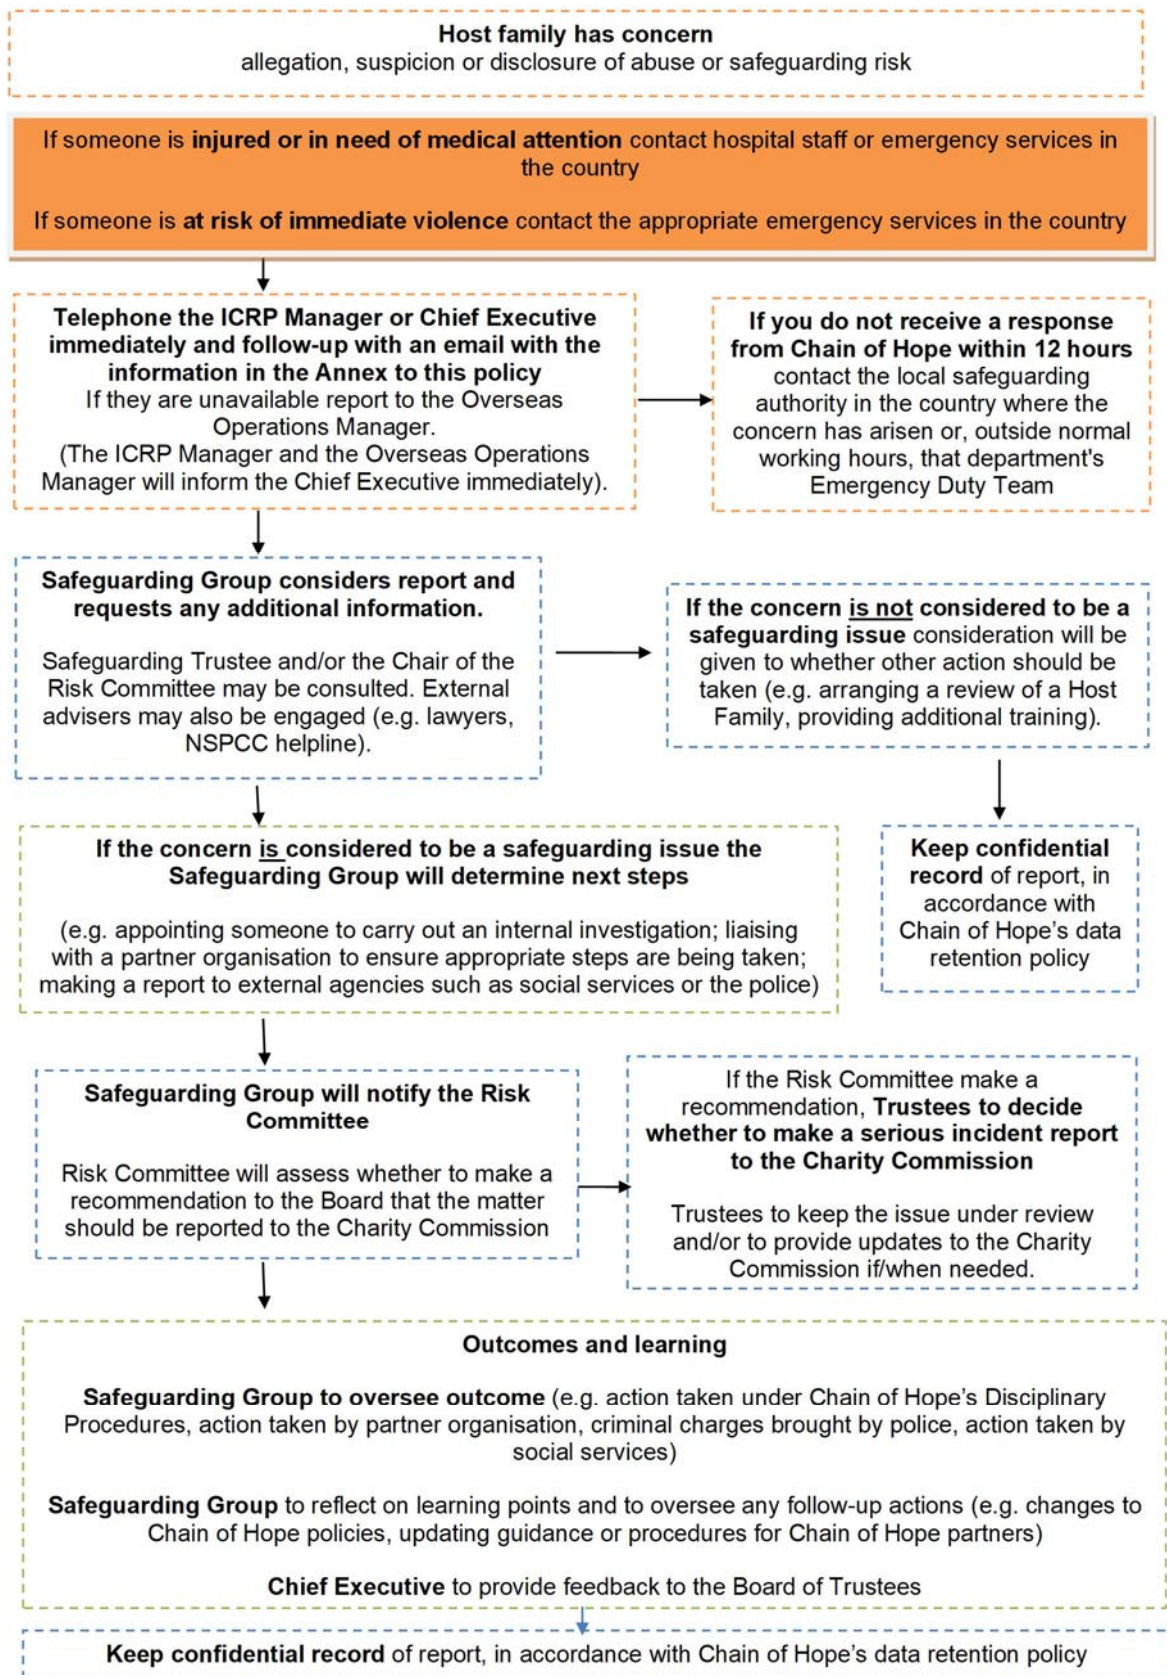 Host family has concern
allegation, suspicion or disclosure of abuse or safeguarding risk
If someone is injured or in need of medical attention contact hospital staff or emergency services in
the country
If someone is at risk of immediate violence contact the appropriate emergency services in the country
Telephone the ICRP Manager or Chief Executive
immediately and follow-up with an email with the
information in the Annex to this policy
If they are unavailable report to the Overseas
Operations Manager.
(The ICRP Manager and the Overseas Operations
Manager will inform the Chief Executive immediately).
If you do not receive a response
from Chain of Hope within 12 hours
contact the local safeguarding
authority in the country where the
concern has arisen or, outside normal
working hours, that department's
Emergency Duty Team
Safeguarding Group considers report and
requests any additional information.
Safeguarding Trustee and/or the Chair of the
Risk Committee may be consulted. External
advisers may also be engaged (e.g. lawyers,
NSPCC helpline).
If the concern is not considered to be a
safeguarding issue consideration will be
given to whether other action should be
taken (e.g. arranging a review of a Host
Family, providing additional training).
If the concern is considered to be a safeguarding issue the
Safeguarding Group will determine next steps
(e.g. appointing someone to carry out an internal investigation; liaising
with a partner organisation to ensure appropriate steps are being taken;
making a report to external agencies such as social services or the police)
Keep confidential
record of report, in
accordance with
Chain of Hope’s data
retention policy
Safeguarding Group will notify the Risk
Committee
Risk Committee will assess whether to make a
recommendation to the Board that the matter
should be reported to the Charity Commission
If the Risk Committee make a
recommendation, Trustees to decide
whether to make a serious incident report
to the Charity Commission
Trustees to keep the issue under review
and/or to provide updates to the Charity
Commission if/when needed.
Outcomes and learning
Safeguarding Group to oversee outcome (e.g. action taken under Chain of Hope’s Disciplinary
Procedures, action taken by partner organisation, criminal charges brought by police, action taken by
social services)
Safeguarding Group to reflect on learning points and to oversee any follow-up actions (e.g. changes to
Chain of Hope policies, updating guidance or procedures for Chain of Hope partners)
Chief Executive to provide feedback to the Board of Trustees
Keep confidential record of report, in accordance with Chain of Hope’s data retention policy